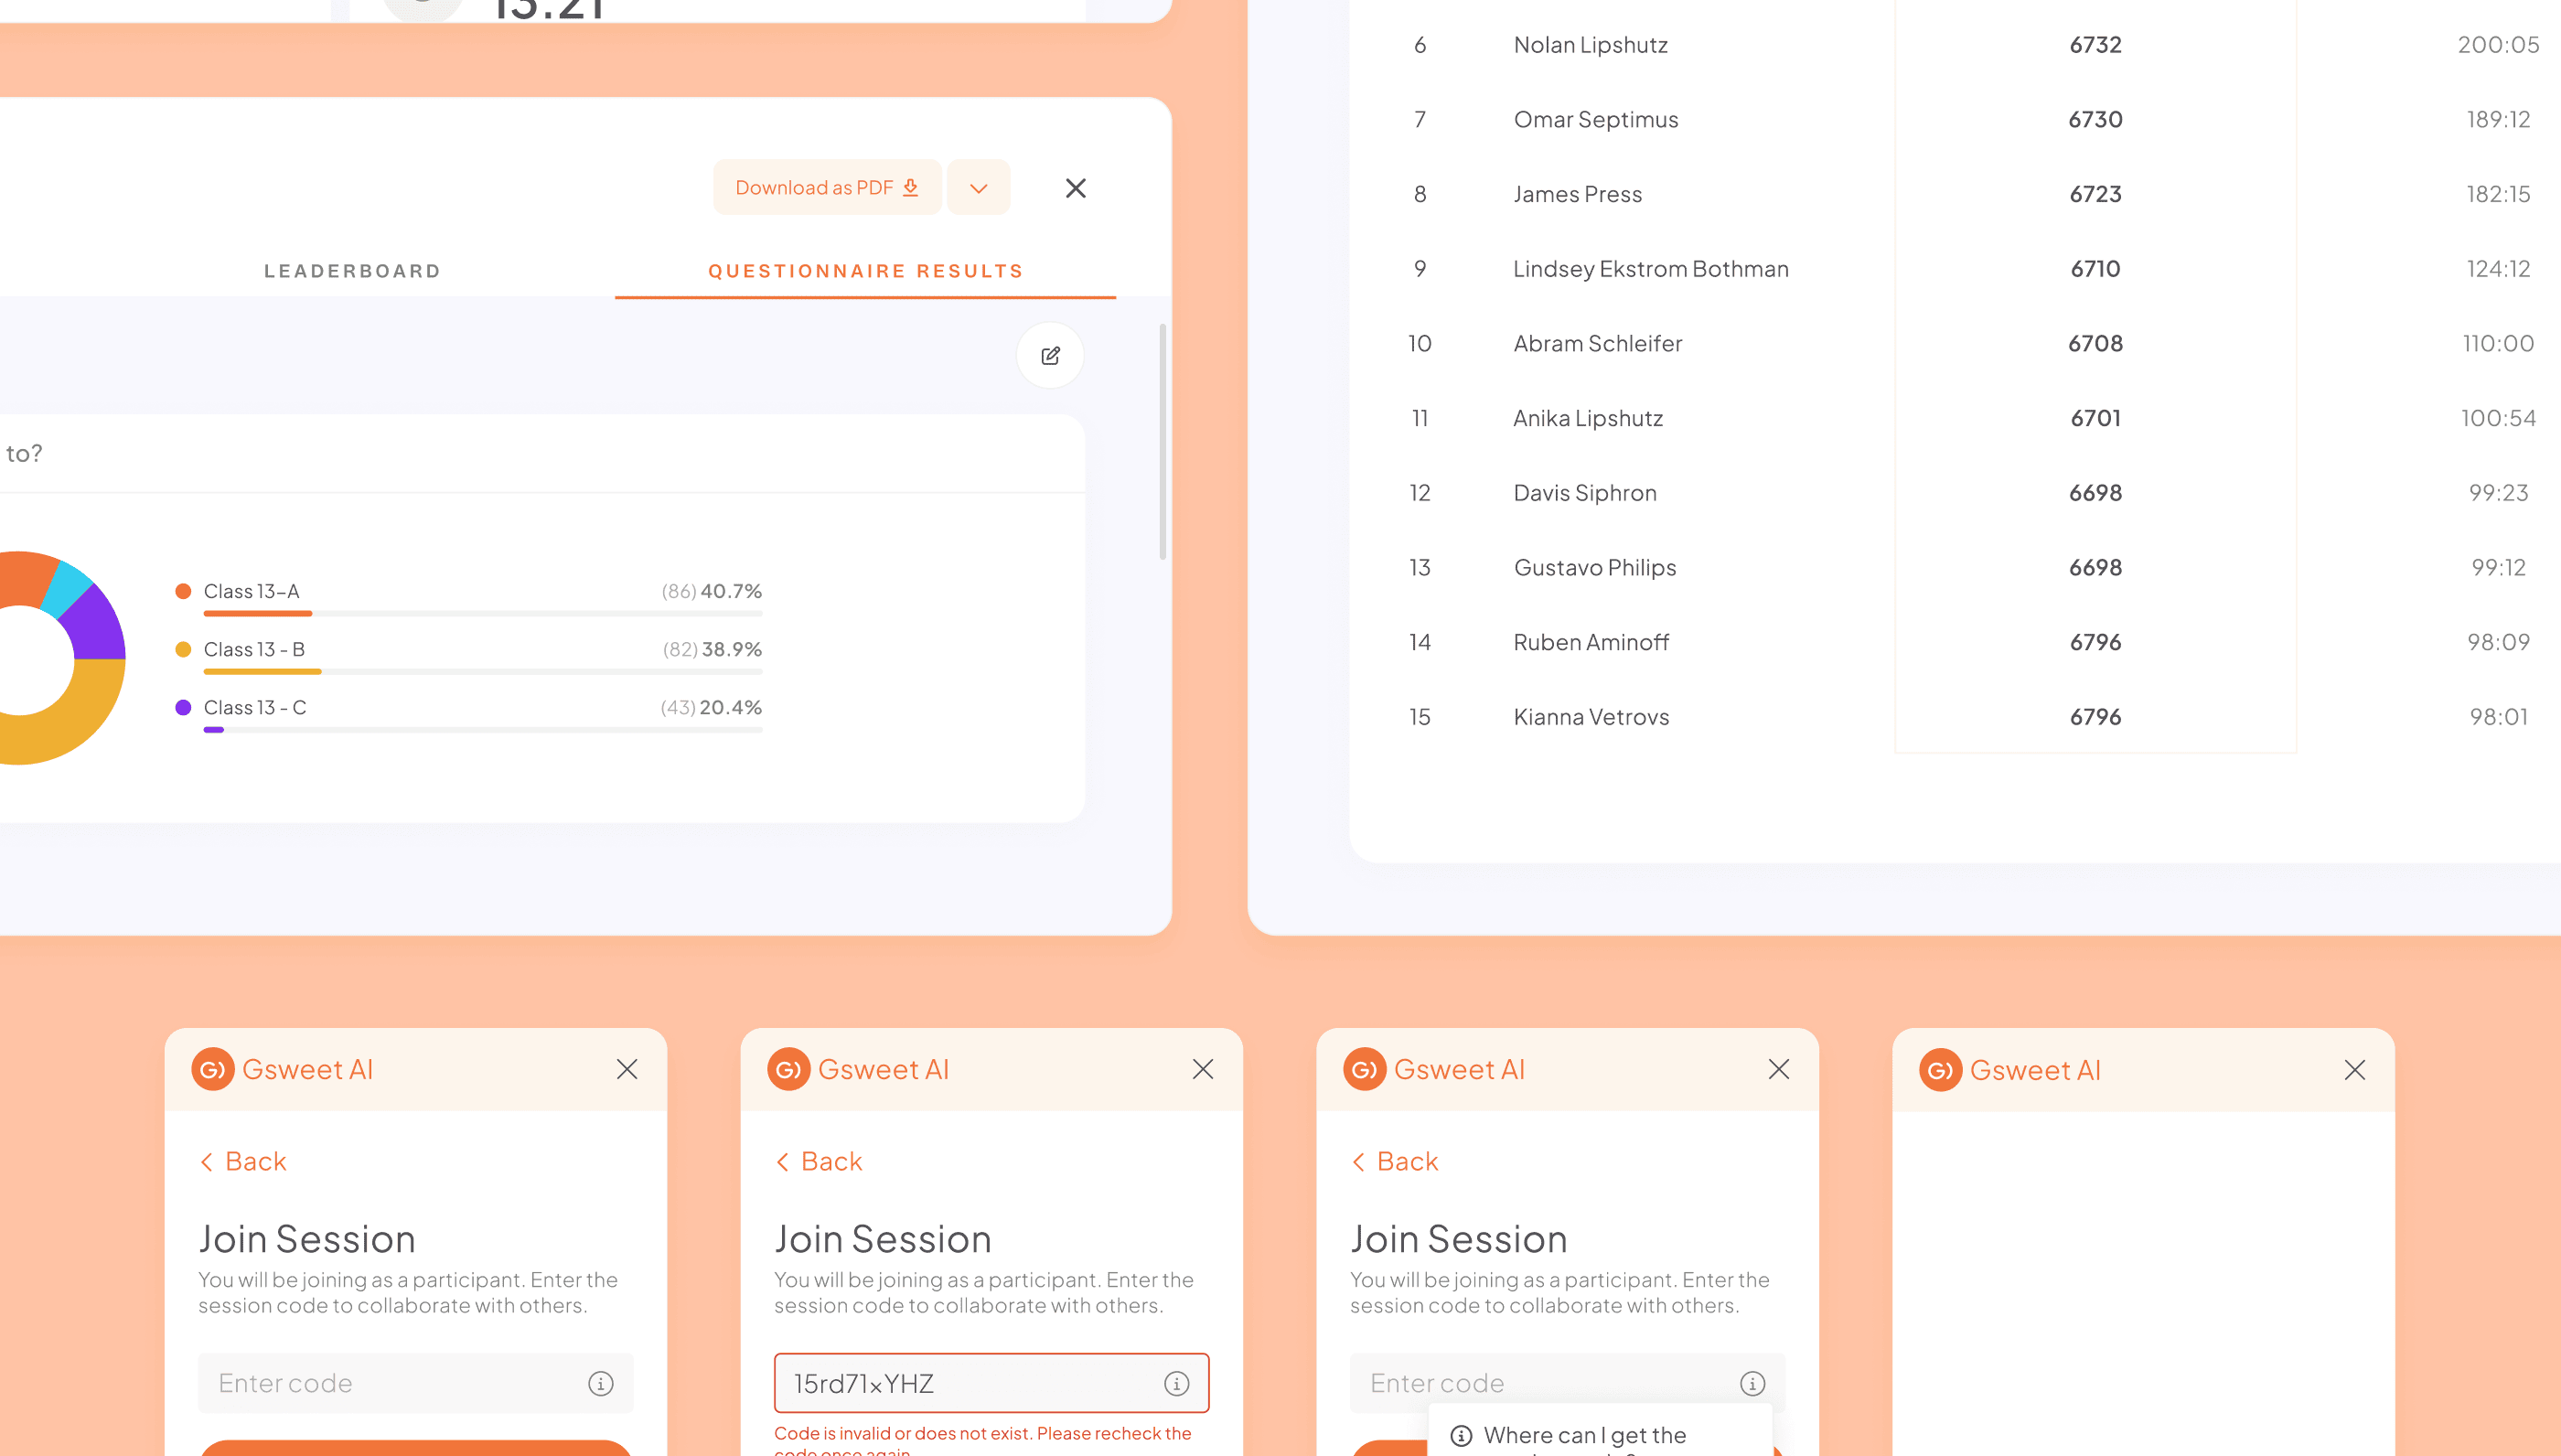 13:21
Download as PDF
LEADERBOARD
QUESTIONNAIRE RESULTS
to?
Class 13-A (86) 40.7%
Class 13 - B (82) 38.9%
Class 13 - C (43) 20.4%
6 Nolan Lipshutz 6732 200:05
7 Omar Septimus 6730 189:12
8 James Press 6723 182:15
9 Lindsey Ekstrom Bothman 6710 124:12
10 Abram Schleifer 6708 110:00
11 Anika Lipshutz 6701 100:54
12 Davis Siphron 6698 99:23
13 Gustavo Philips 6698 99:12
14 Ruben Aminoff 6796 98:09
15 Kianna Vetrovs 6796 98:01
G) Gsweet AI
Back
Join Session
You will be joining as a participant. Enter the
session code to collaborate with others.
Enter code
G) Gsweet AI
Back
Join Session
You will be joining as a participant. Enter the
session code to collaborate with others.
15rd71xYHZ
Code is invalid or does not exist. Please recheck the
code once again
G) Gsweet AI
Back
Join Session
You will be joining as a participant. Enter the
session code to collaborate with others.
Enter code
Where can I get the
G) Gsweet AI